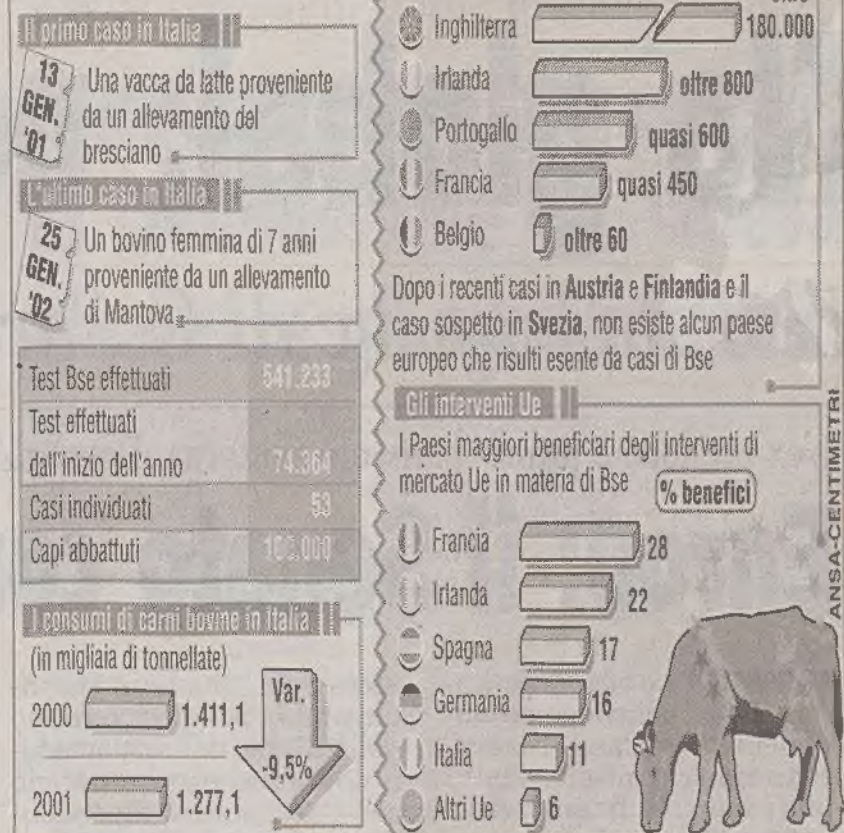 Il primo caso in Italia
13
GEN.
'01
Una vacca da latte proveniente
da un allevamento del
bresciano
L'ultimo caso in Italia
25
GEN.
'02
Un bovino femmina di 7 anni
proveniente da un allevamento
di Mantova
Test Bse effettuati 541.233
Test effettuati
dall'inizio dell'anno 74.364
Casi individuati 53
Capi abbattuti
I consumi di carni bovine in Italia
(in migliaia di tonnellate)
2000 1.411,1
2001 1.277,1
Var.
-9,5%
Inghilterra 180.000
Irlanda oltre 800
Portogallo quasi 600
Francia quasi 450
Belgio oltre 60
Dopo i recenti casi in Austria e Finlandia e il
caso sospetto in Svezia, non esiste alcun paese
europeo che risulti esente da casi di Bse
Gli interventi Ue
I Paesi maggiori beneficiari degli interventi di
mercato Ue in materia di Bse
% benefici
Francia 28
Irlanda 22
Spagna 17
Germania 16
Italia 11
Altri Ue 6
ANSA-CENTIMETRI